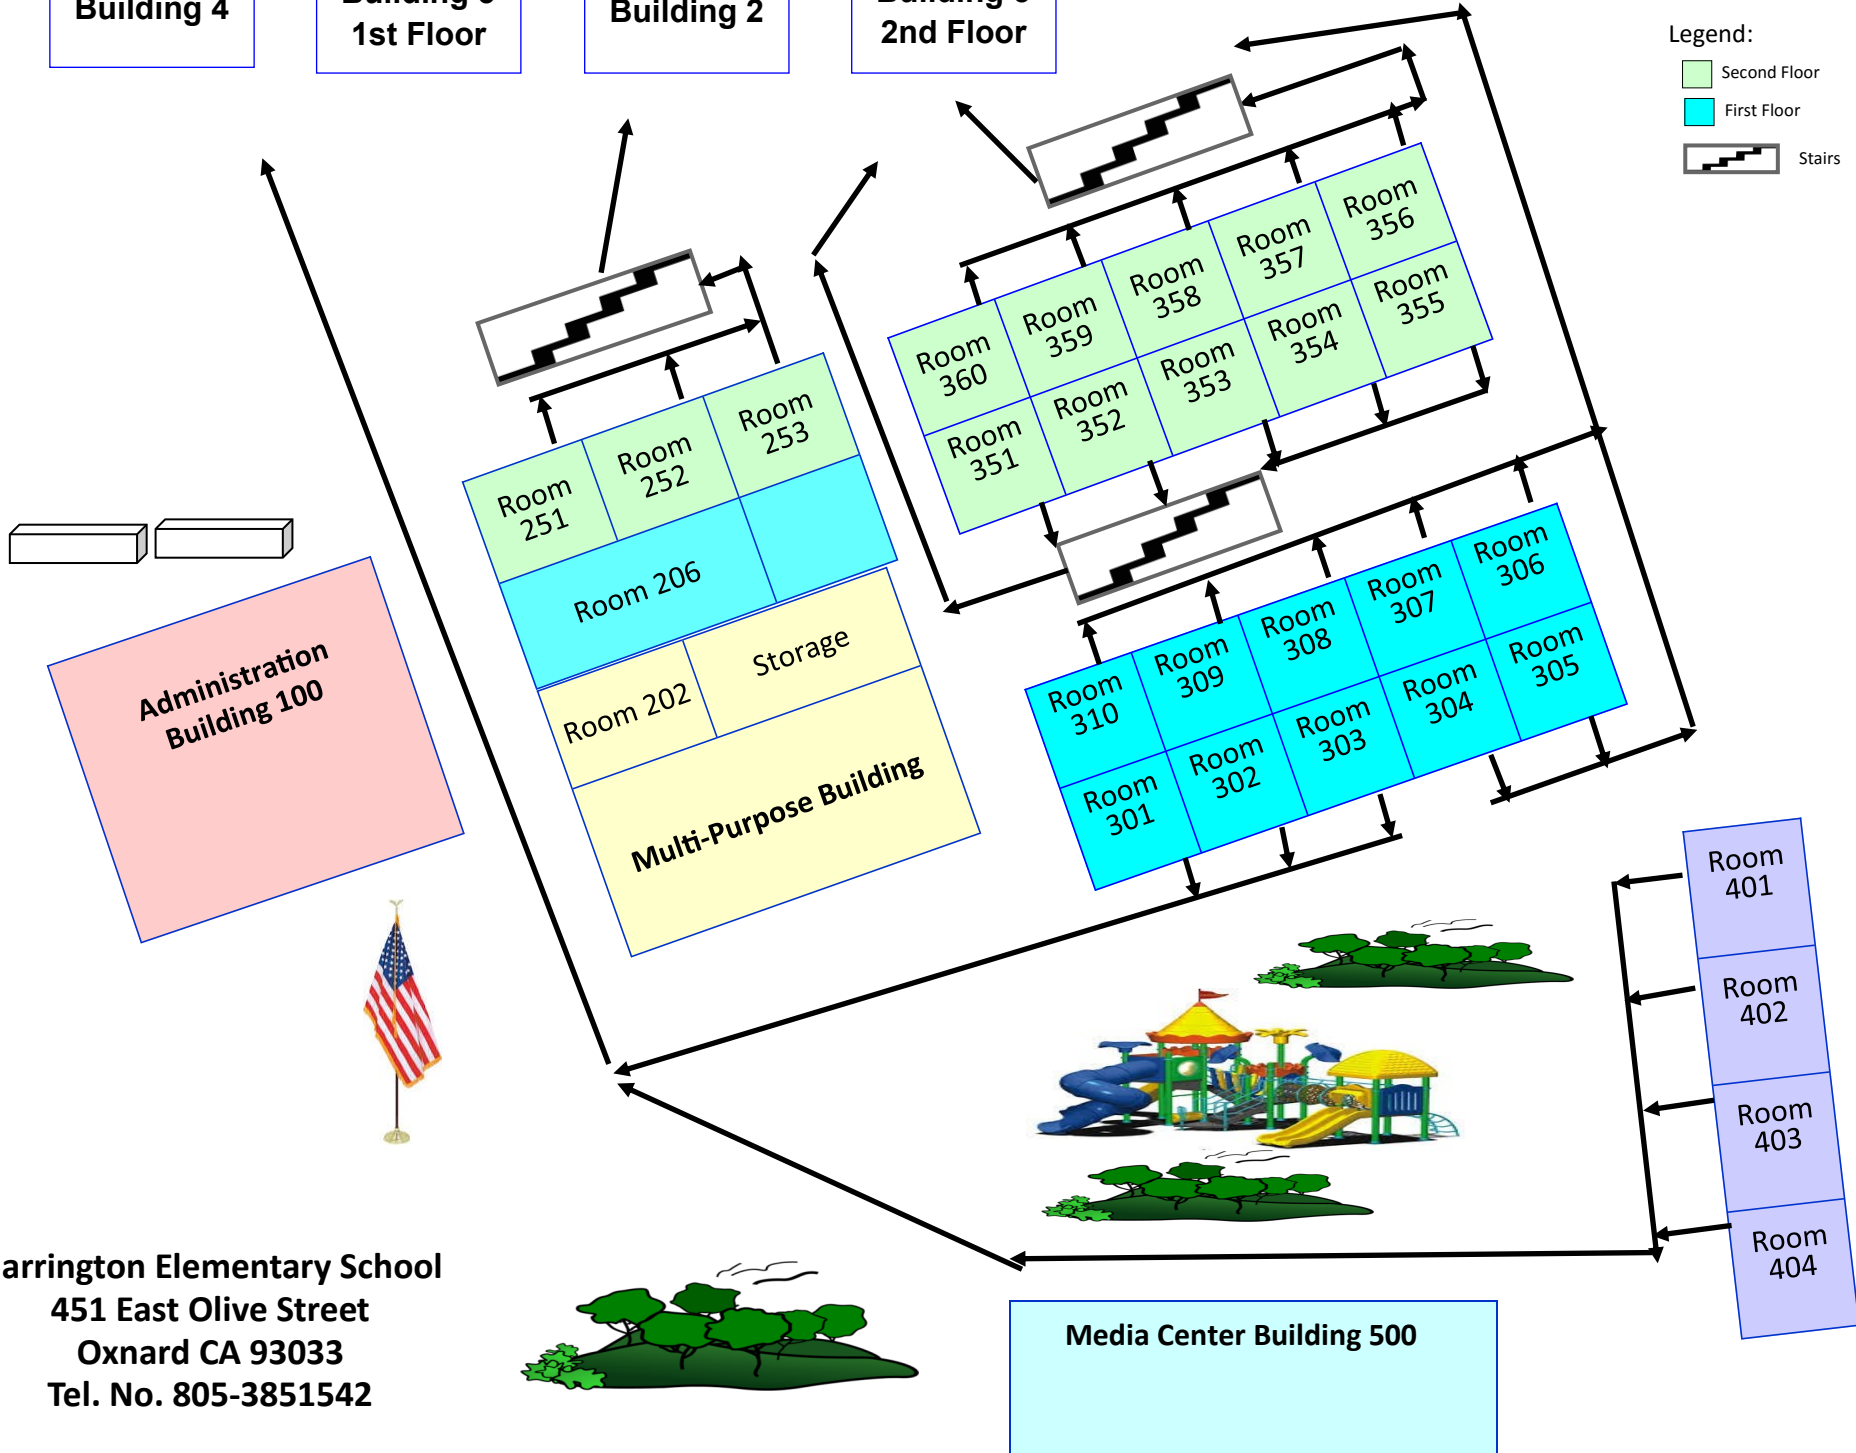 Building 4
1st Floor
Building 2
2nd Floor
Legend:
Second Floor
First Floor
Stairs
Room
356
Room
357
Room
358
Room
359
Room
360
Room
355
Room
354
Room
353
Room
352
Room
351
Room
253
Room
252
Room
251
Room 206
Storage
Room 202
Multi-Purpose Building
Administration
Building 100
Room
306
Room
307
Room
308
Room
309
Room
310
Room
305
Room
304
Room
303
Room
302
Room
301
Room
401
Room
402
Room
403
Room
404
arrington Elementary School
451 East Olive Street
Oxnard CA 93033
Tel. No. 805-3851542
Media Center Building 500